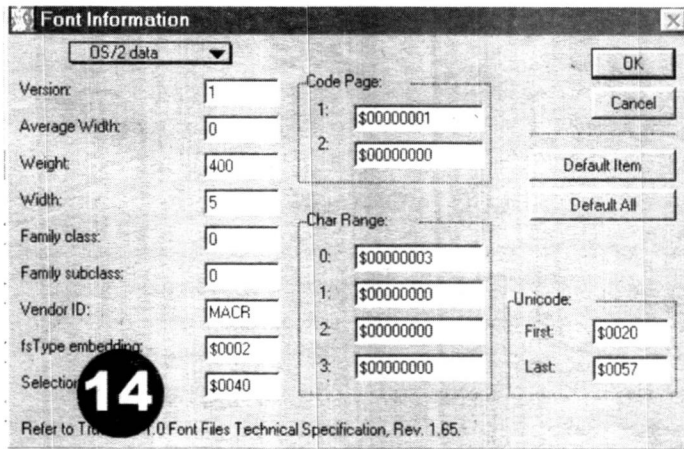 Font Information
OS/2 data
Version: 1
Average Width: 0
Weight: 400
Width: 5
Family class: 0
Family subclass: 0
Vendor ID: MACR
fsType embedding: $0002
Selection $0040
14
Code Page:
1: $00000001
2: $00000000
Char Range:
0: $00000003
1: $00000000
2: $00000000
3: $00000000
OK
Cancel
Default Item
Default All
Unicode:
First: $0020
Last: $0057
Refer to 1.0 Font Files Technical Specification, Rev. 1.65.